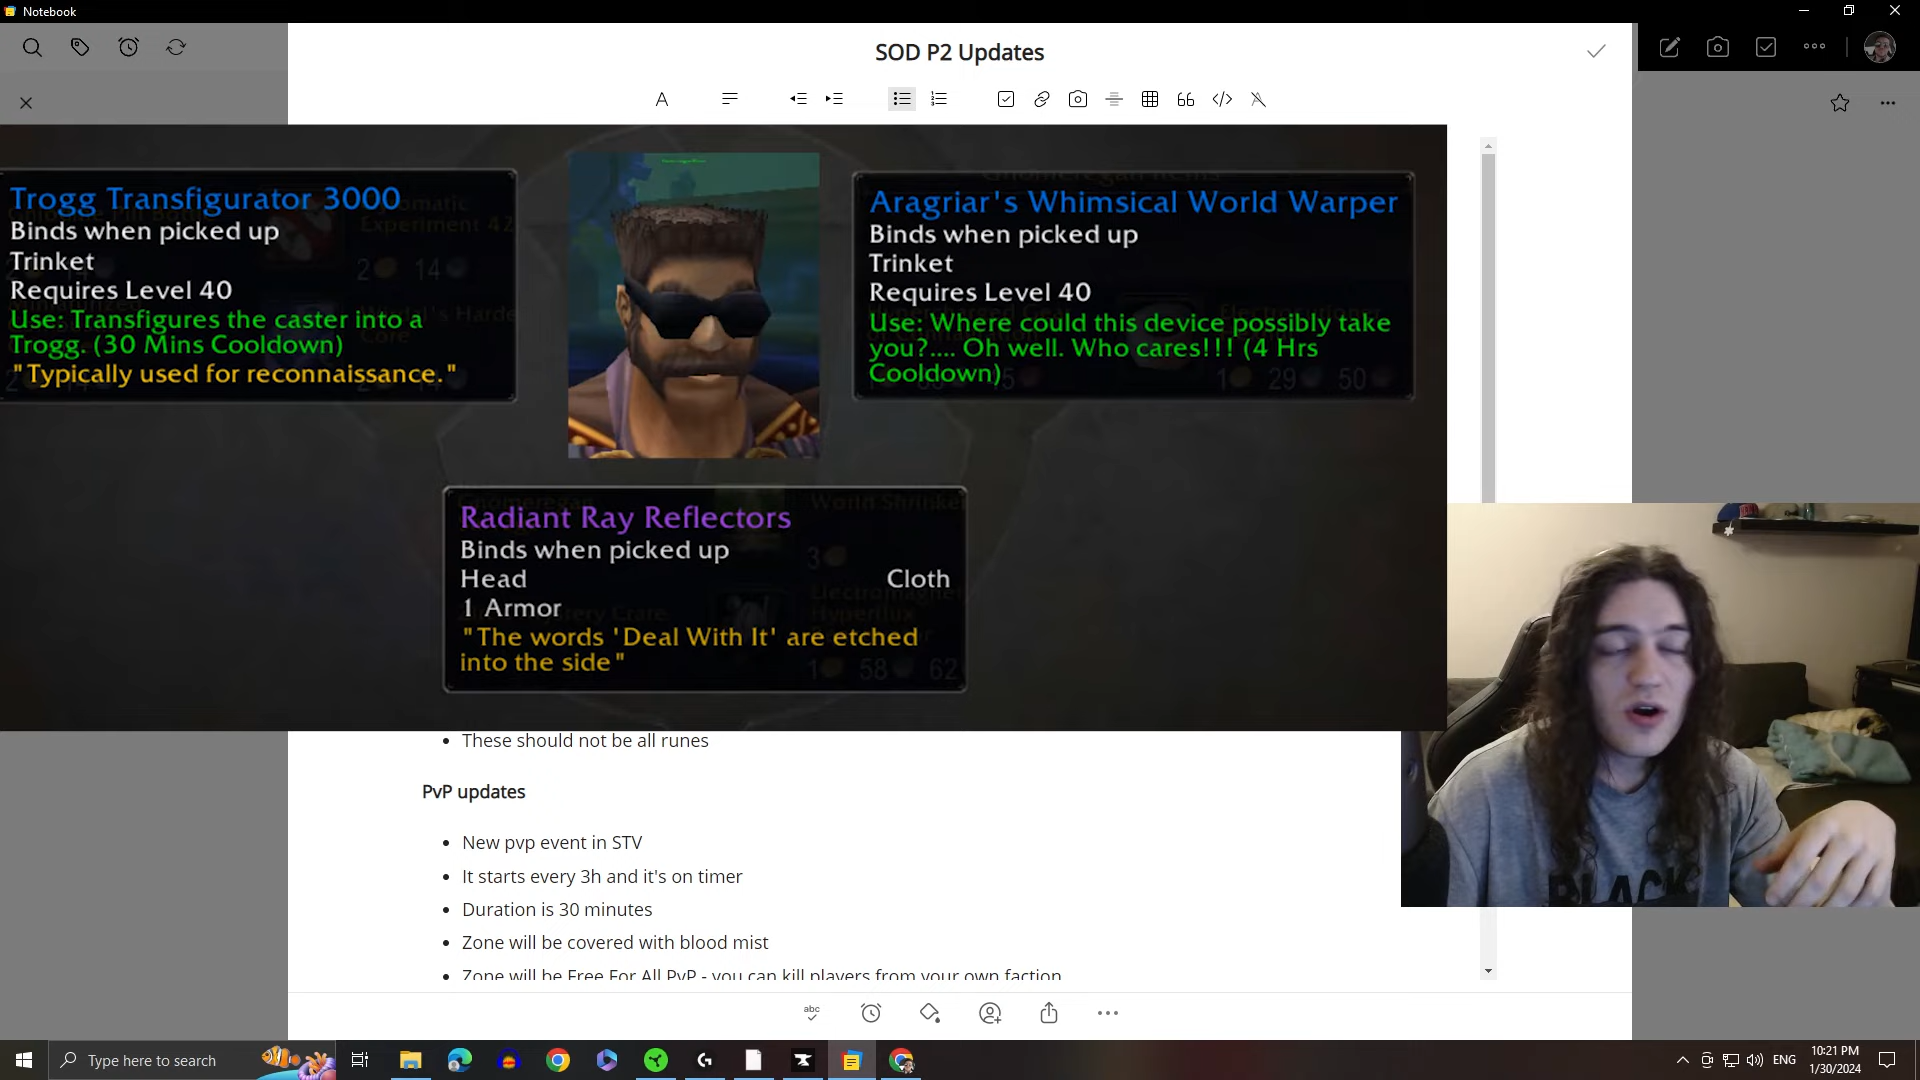 Notebook
SOD P2 Updates
Trogg Transfigurator 3000
Binds when picked up
Trinket
Requires Level 40
Use: Transfigures the caster into a
Trogg. (30 Mins Cooldown)
"Typically used for reconnaissance."
Aragriar's Whimsical World Warper
Binds when picked up
Trinket
Requires Level 40
Use: Where could this device possibly take
you?.... Oh well. Who cares!!! (4 Hrs
Cooldown)
Radiant Ray Reflectors
Binds when picked up
Head Cloth
1 Armor
"The words 'Deal With It' are etched
into the side"
• These should not be all runes
PvP updates
• New pvp event in STV
• It starts every 3h and it's on timer
• Duration is 30 minutes
• Zone will be covered with blood mist
• Zone will be Free For All PvP - you can kill players from your own faction
BLACK
abc
Type here to search
ENG
10:21 PM
1/30/2024